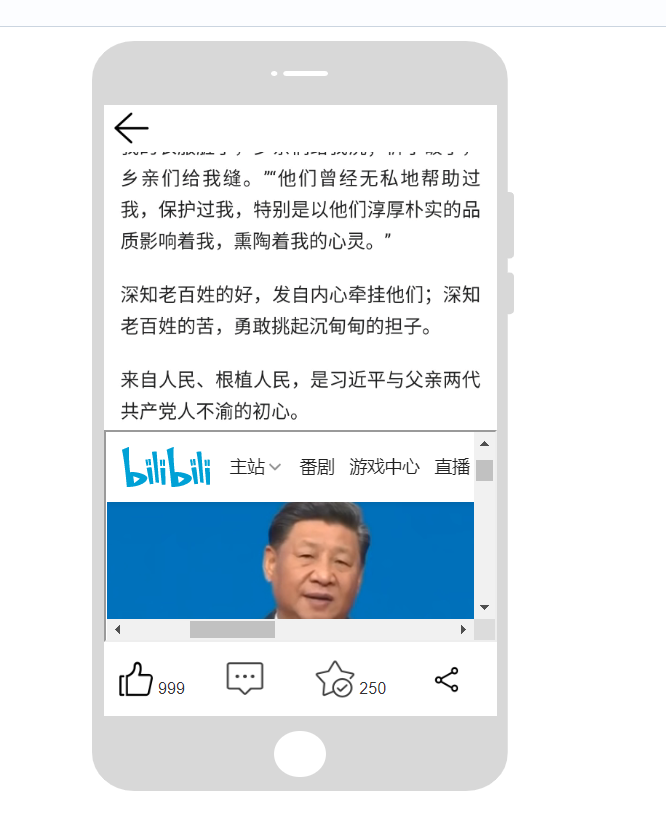 乡亲们给我缝。”“他们曾经无私地帮助过
我，保护过我，特别是以他们淳厚朴实的品
质影响着我，熏陶着我的心灵。”
深知老百姓的好，发自内心牵挂他们；深知
老百姓的苦，勇敢挑起沉甸甸的担子。
来自人民、根植人民，是习近平与父亲两代
共产党人不渝的初心。
bilibili 主站 番剧 游戏中心 直播
999 250